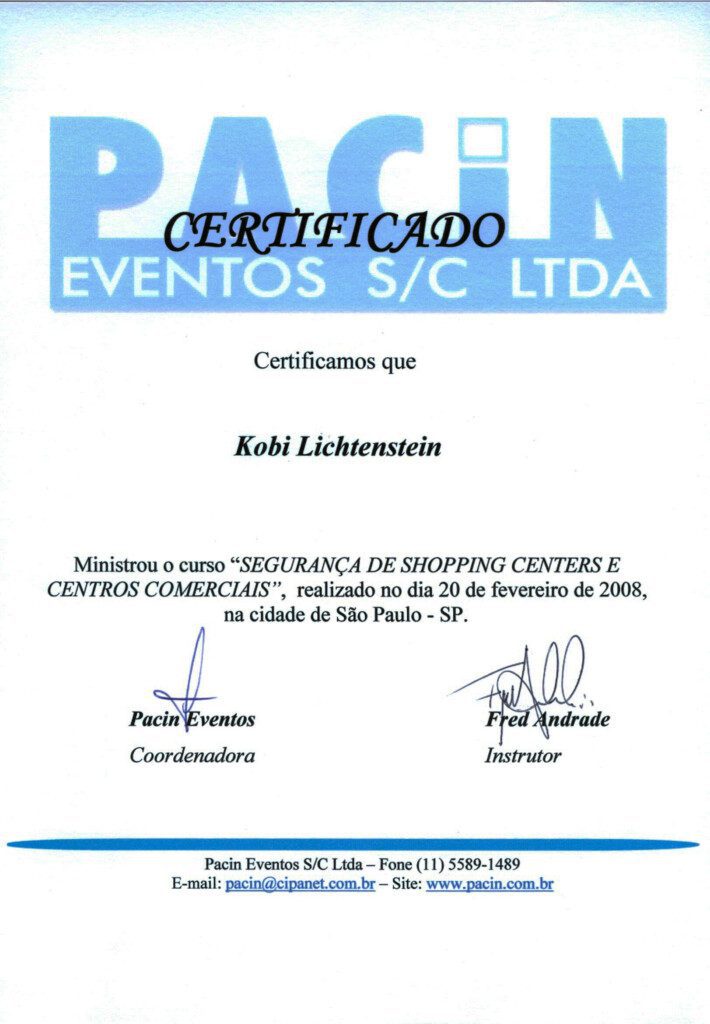 PACiN
CERTIFICADO
EVENTOS S/C LTDA
Certificamos que
Kobi Lichtenstein
Ministrou o curso “SEGURANÇA DE SHOPPING CENTERS E
CENTROS COMERCIAIS”, realizado no dia 20 de fevereiro de 2008,
na cidade de São Paulo - SP.
Pacin Eventos Fred Andrade
Coordenadora Instrutor
Pacin Eventos S/C Ltda – Fone (11) 5589-1489
E-mail: pacin@cipanet.com.br – Site: www.pacin.com.br